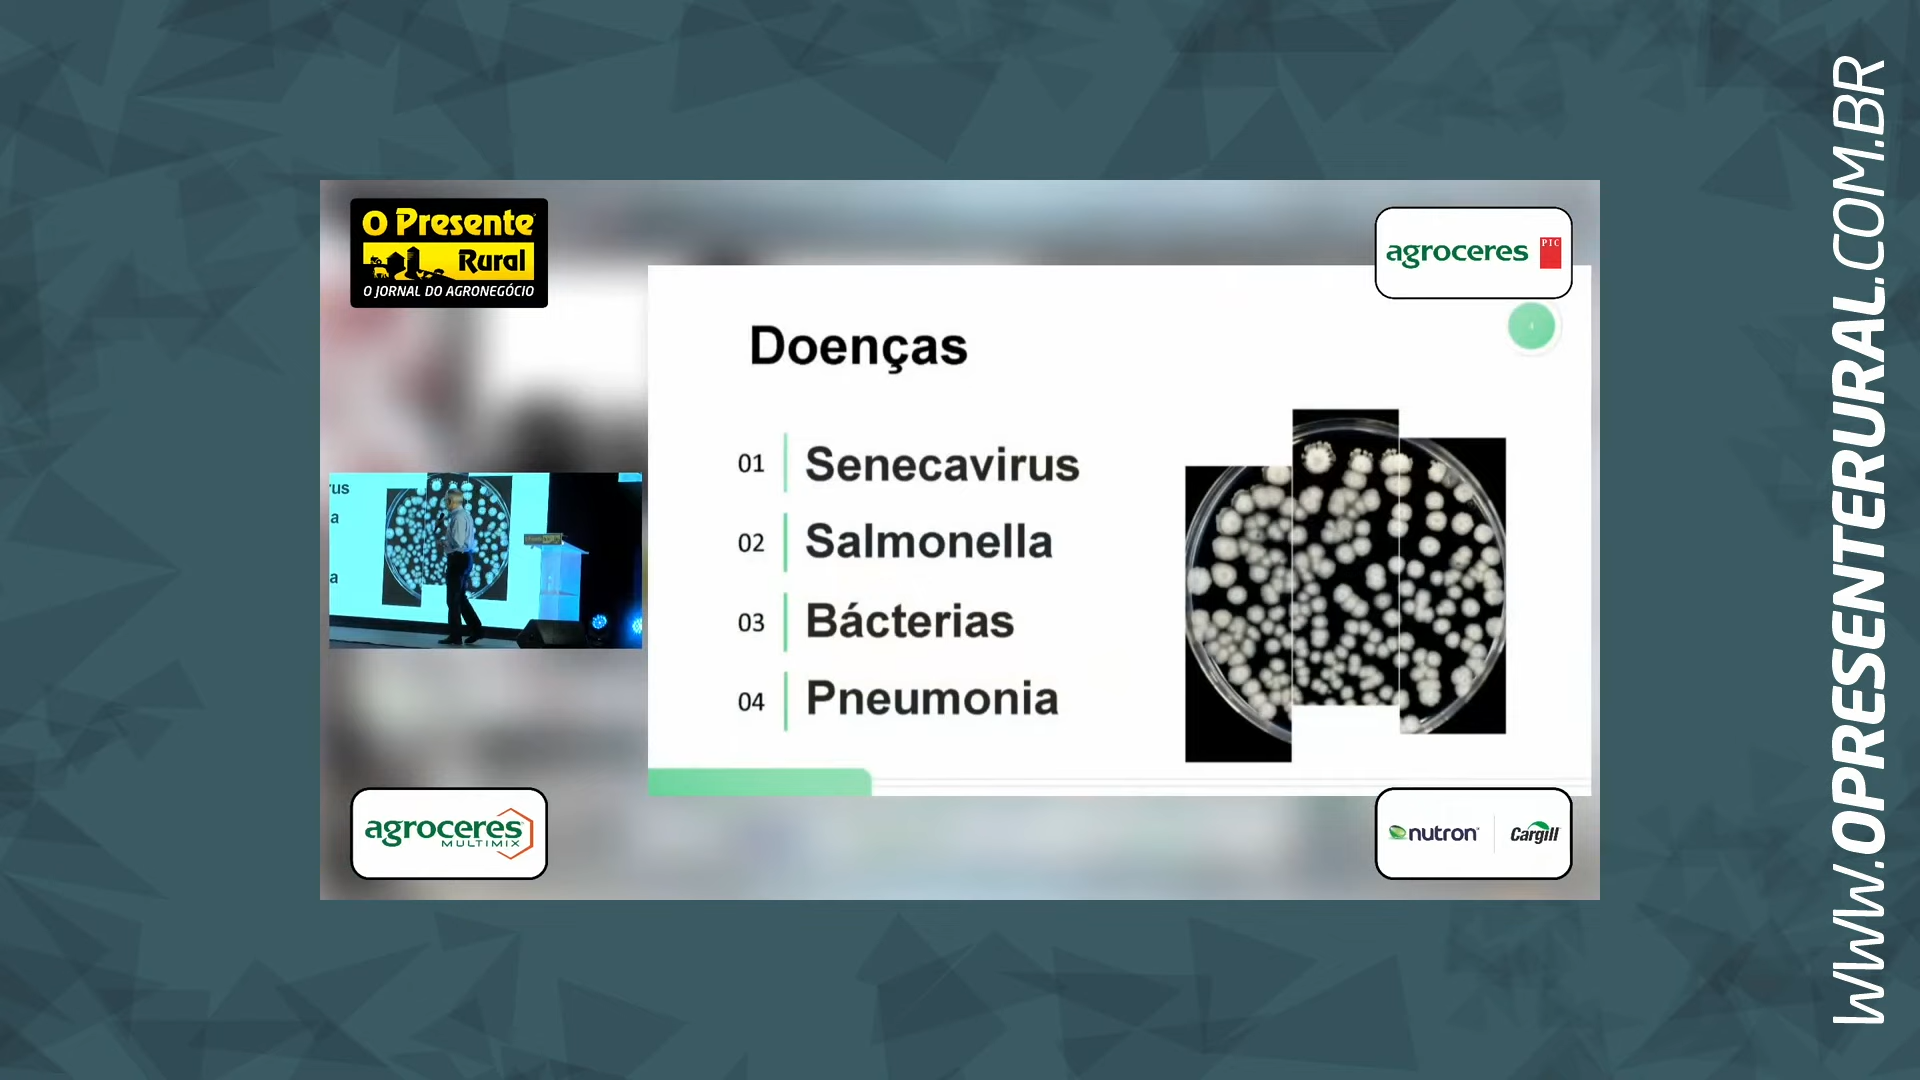 O Presente
Rural
O JORNAL DO AGRONEGÓCIO
agroceres PIC
Doenças
01 Senecavirus
02 Salmonella
03 Bácterias
04 Pneumonia
rus
a
a
agroceres
MULTIMIX
nutron Cargill
WWW.OPRESENTERURAL.COM.BR